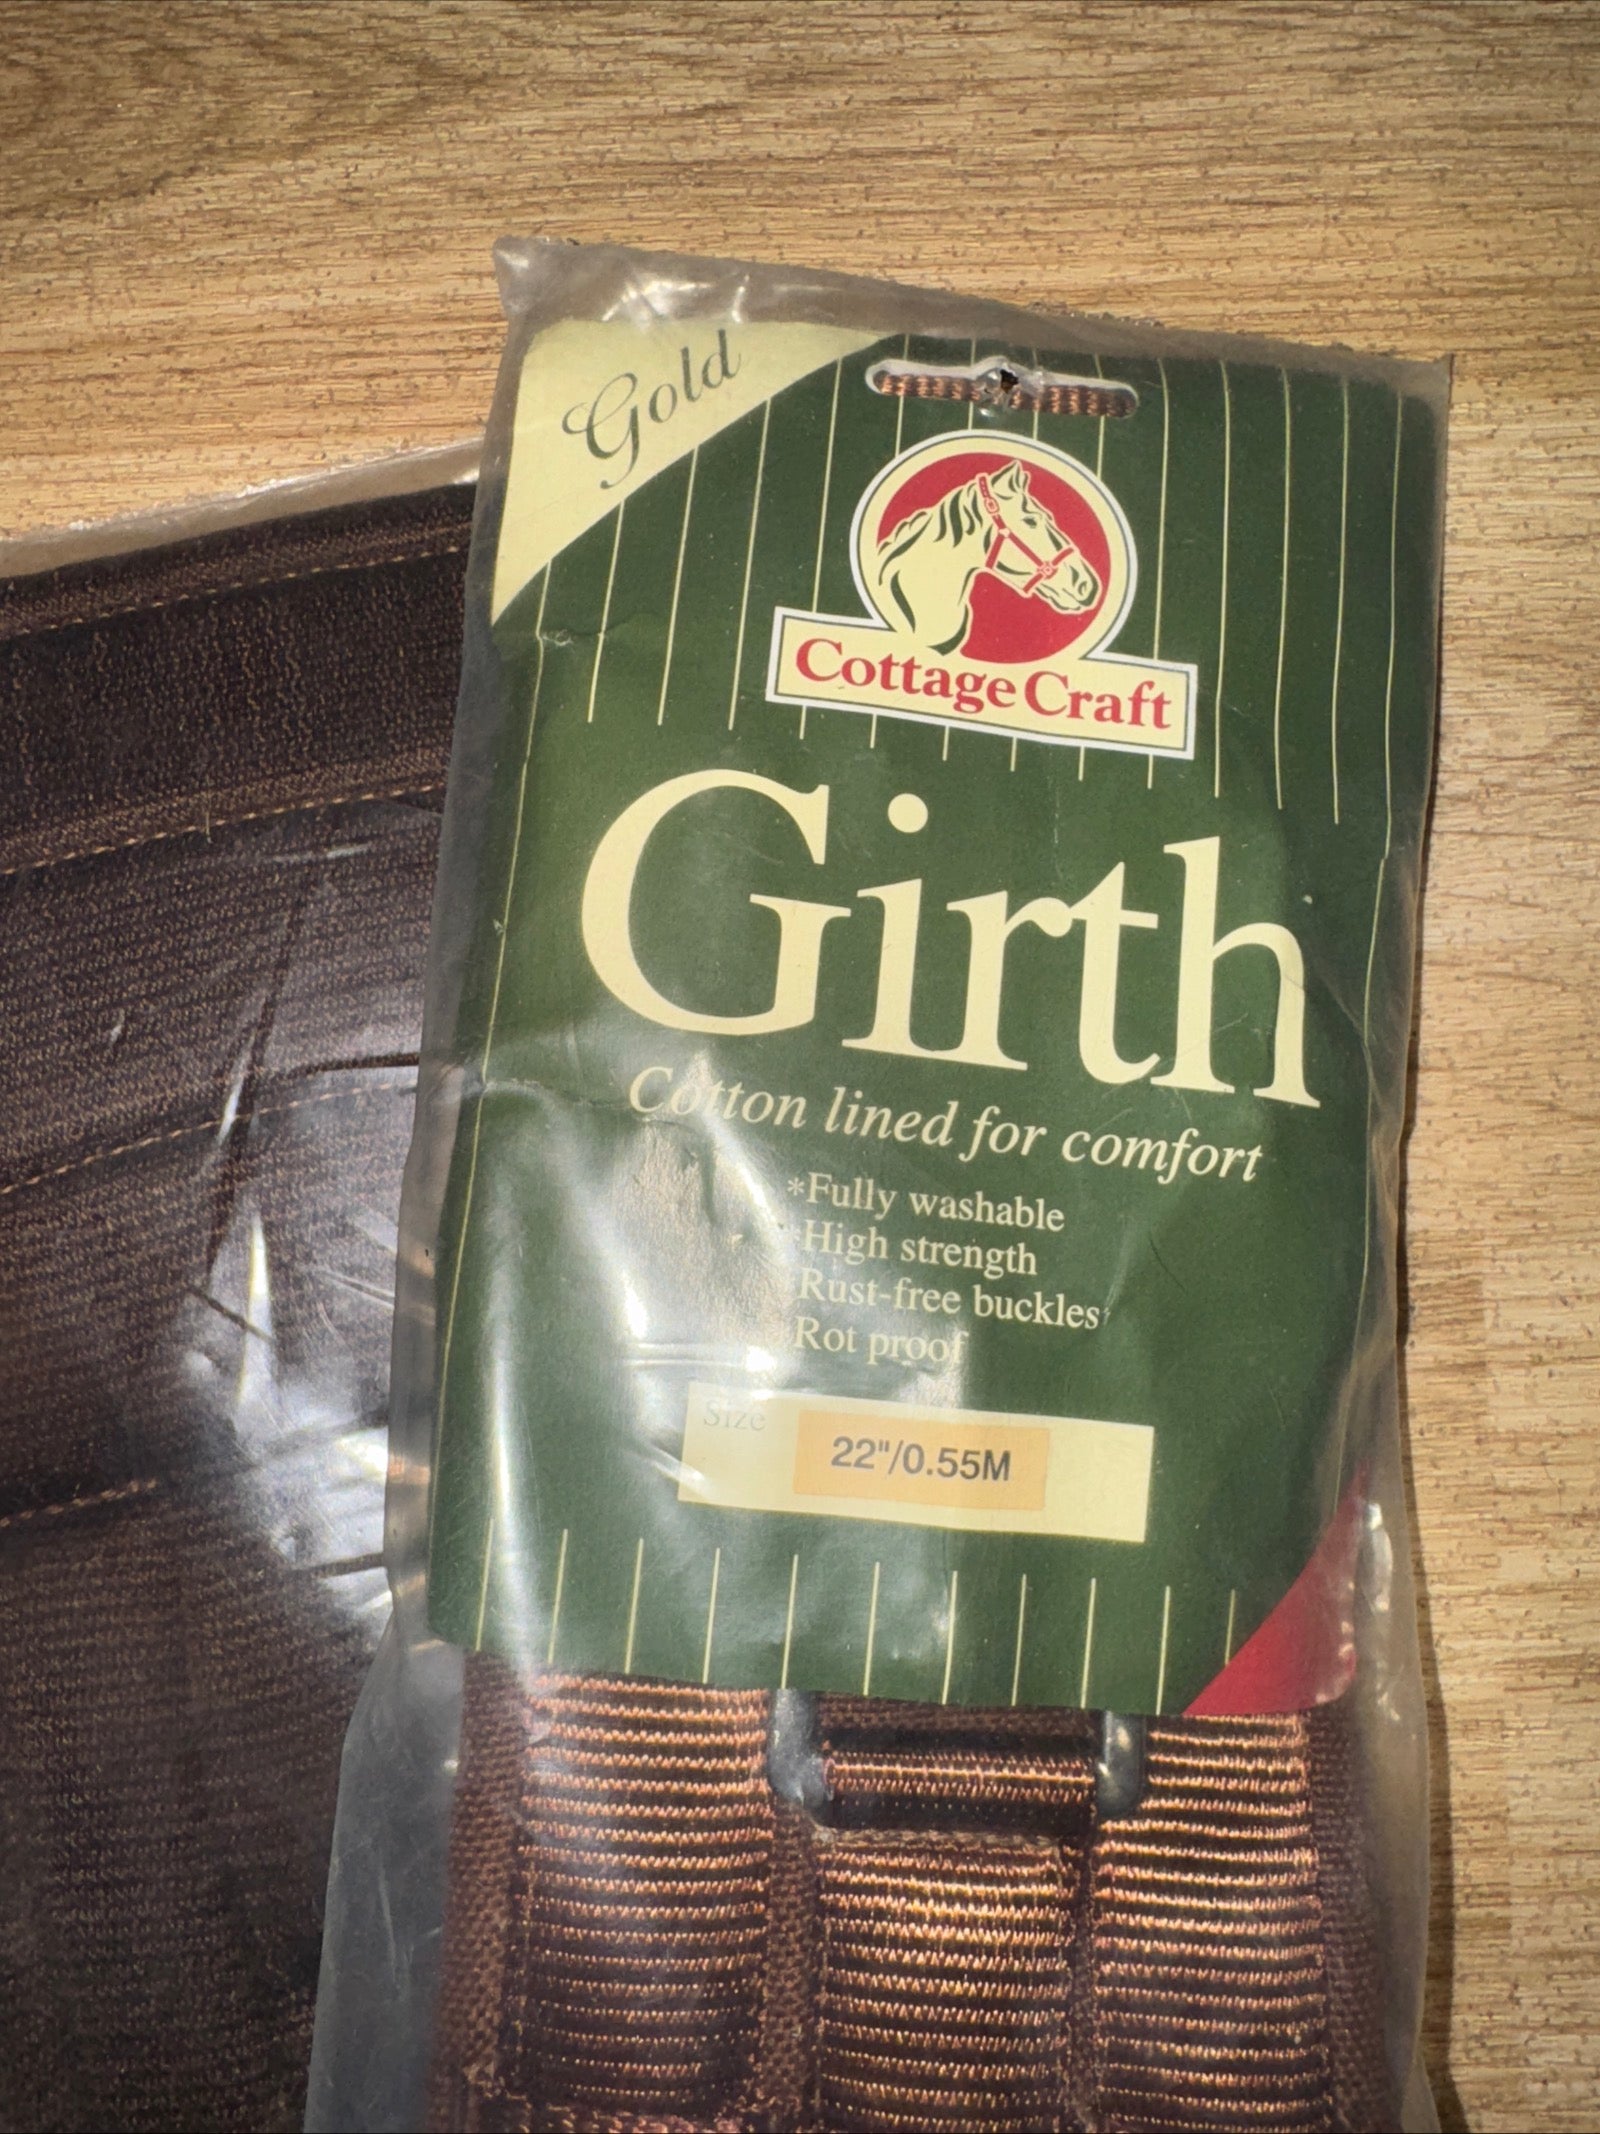 Gold
Cottage Craft
Girth
Cotton lined for comfort
*Fully washable
*High strength
*Rust-free buckles
*Rot proof
Size
22"/0.55M